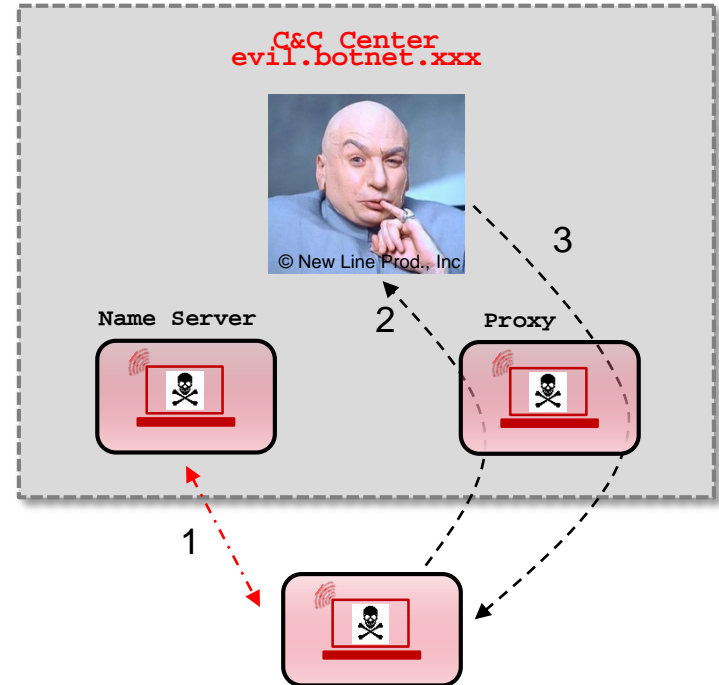 C&C Center
evil.botnet.xxx
© New Line Prod., Inc
3
2
Name Server
Proxy
1